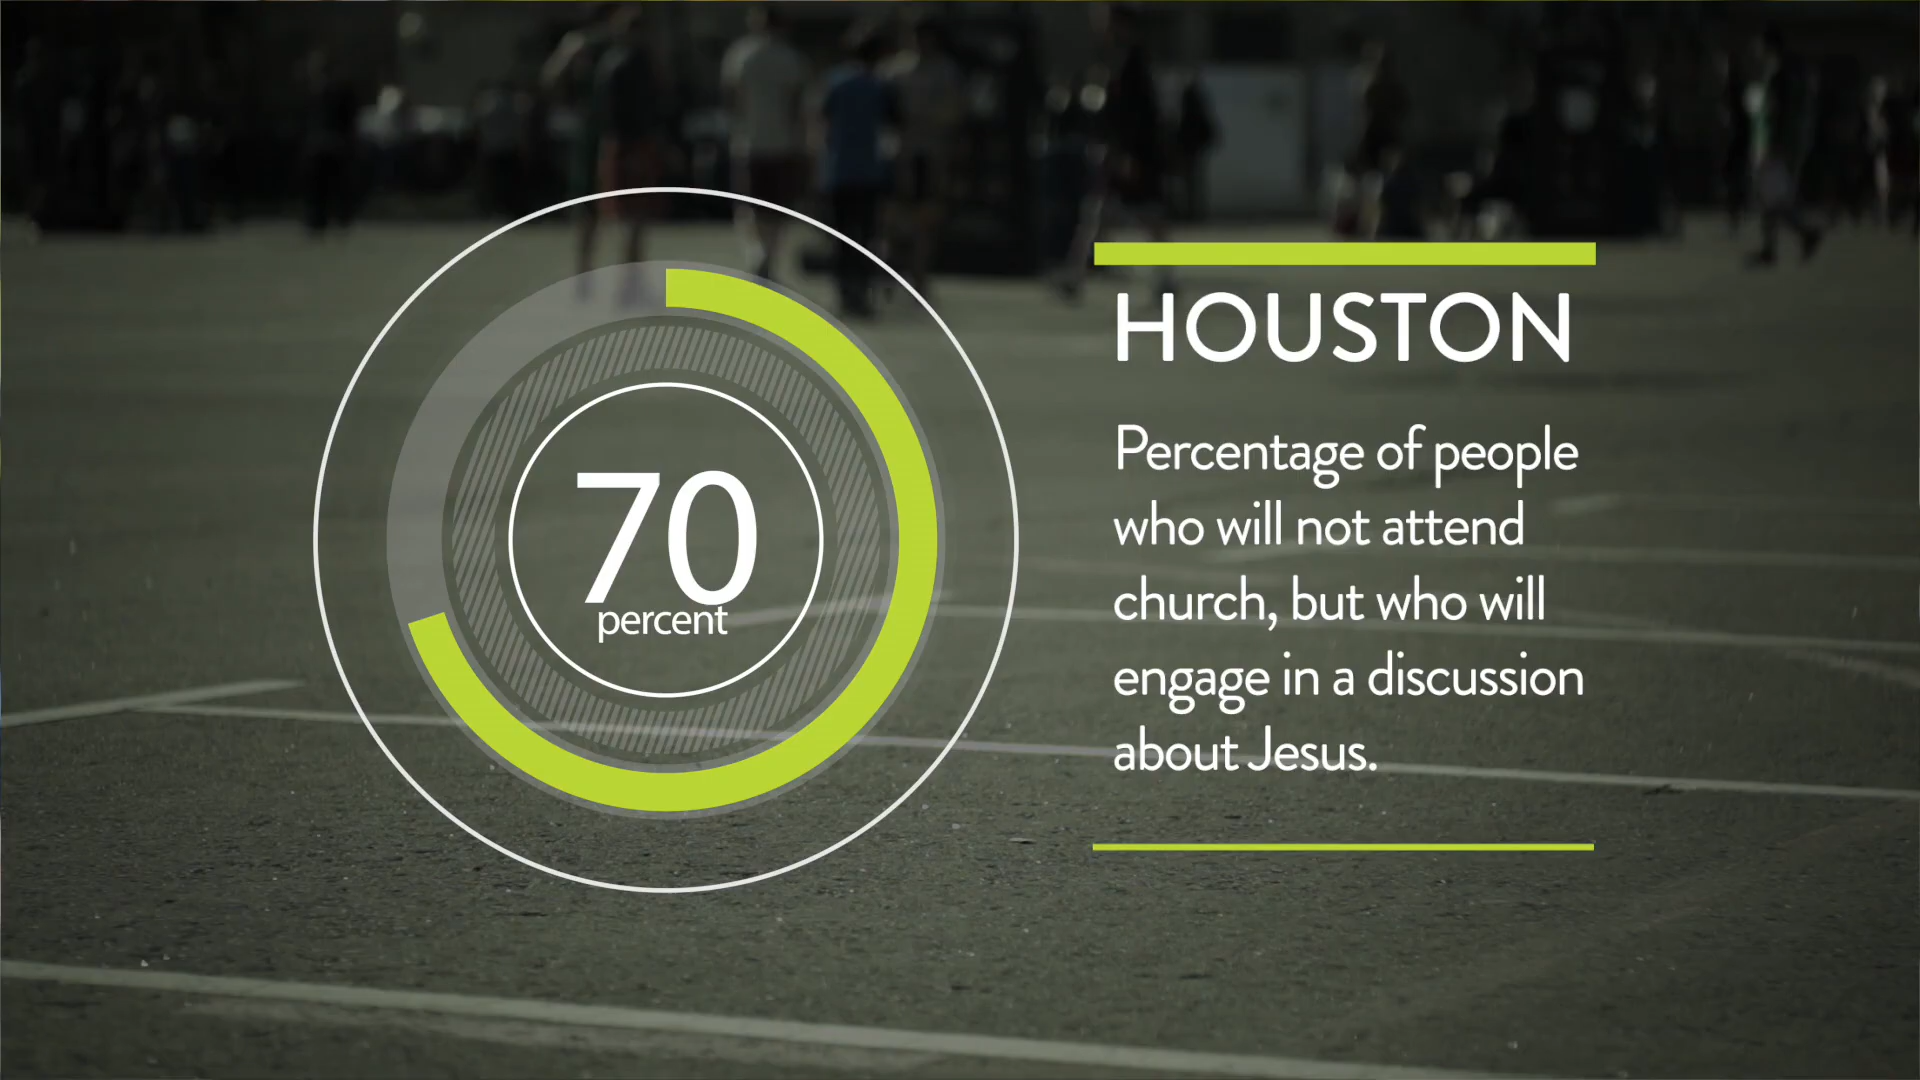 70
percent
HOUSTON
Percentage of people
who will not attend
church, but who will
engage in a discussion
about Jesus.